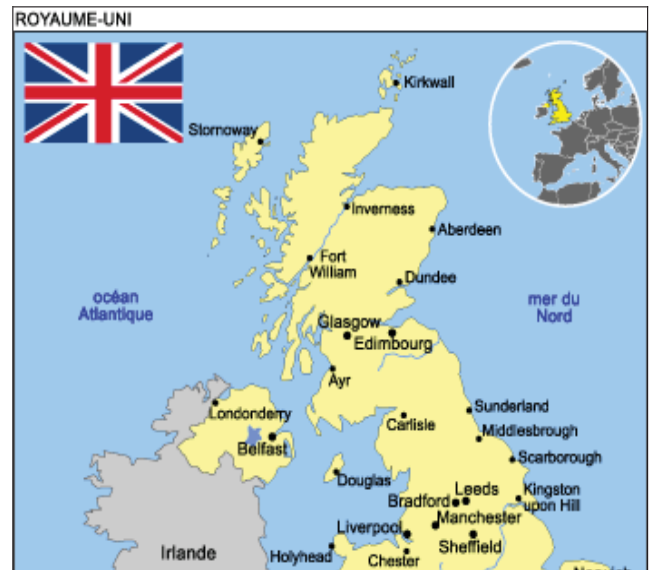 ROYAUME-UNI
Kirkwall
Stornoway
Inverness
Aberdeen
Fort
William
Dundee
océan
Atlantique
mer du
Nord
Glasgow
Edimbourg
Ayr
Londonderry
Carlisle
Sunderland
Middlesbrough
Belfast
Scarborough
Douglas
Leeds
Bradford
Kingston
upon Hill
Manchester
Liverpool
Sheffield
Irlande
Holyhead
Chester